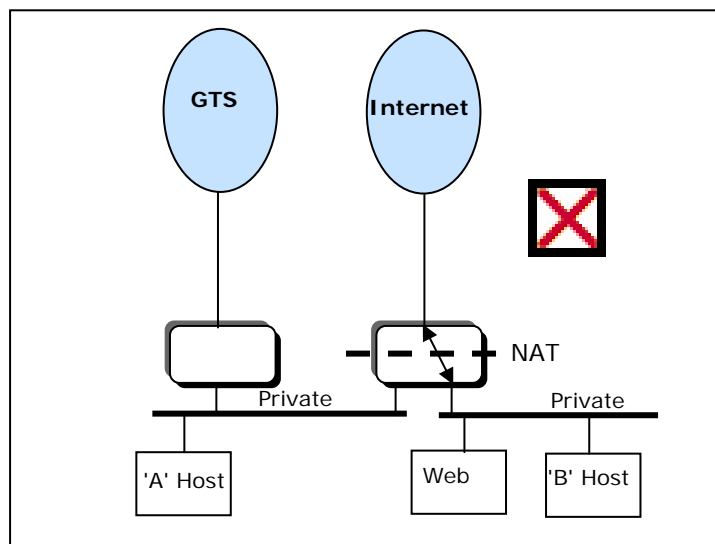 GTS
Internet
NAT
Private
Private
'A' Host
Web
'B' Host